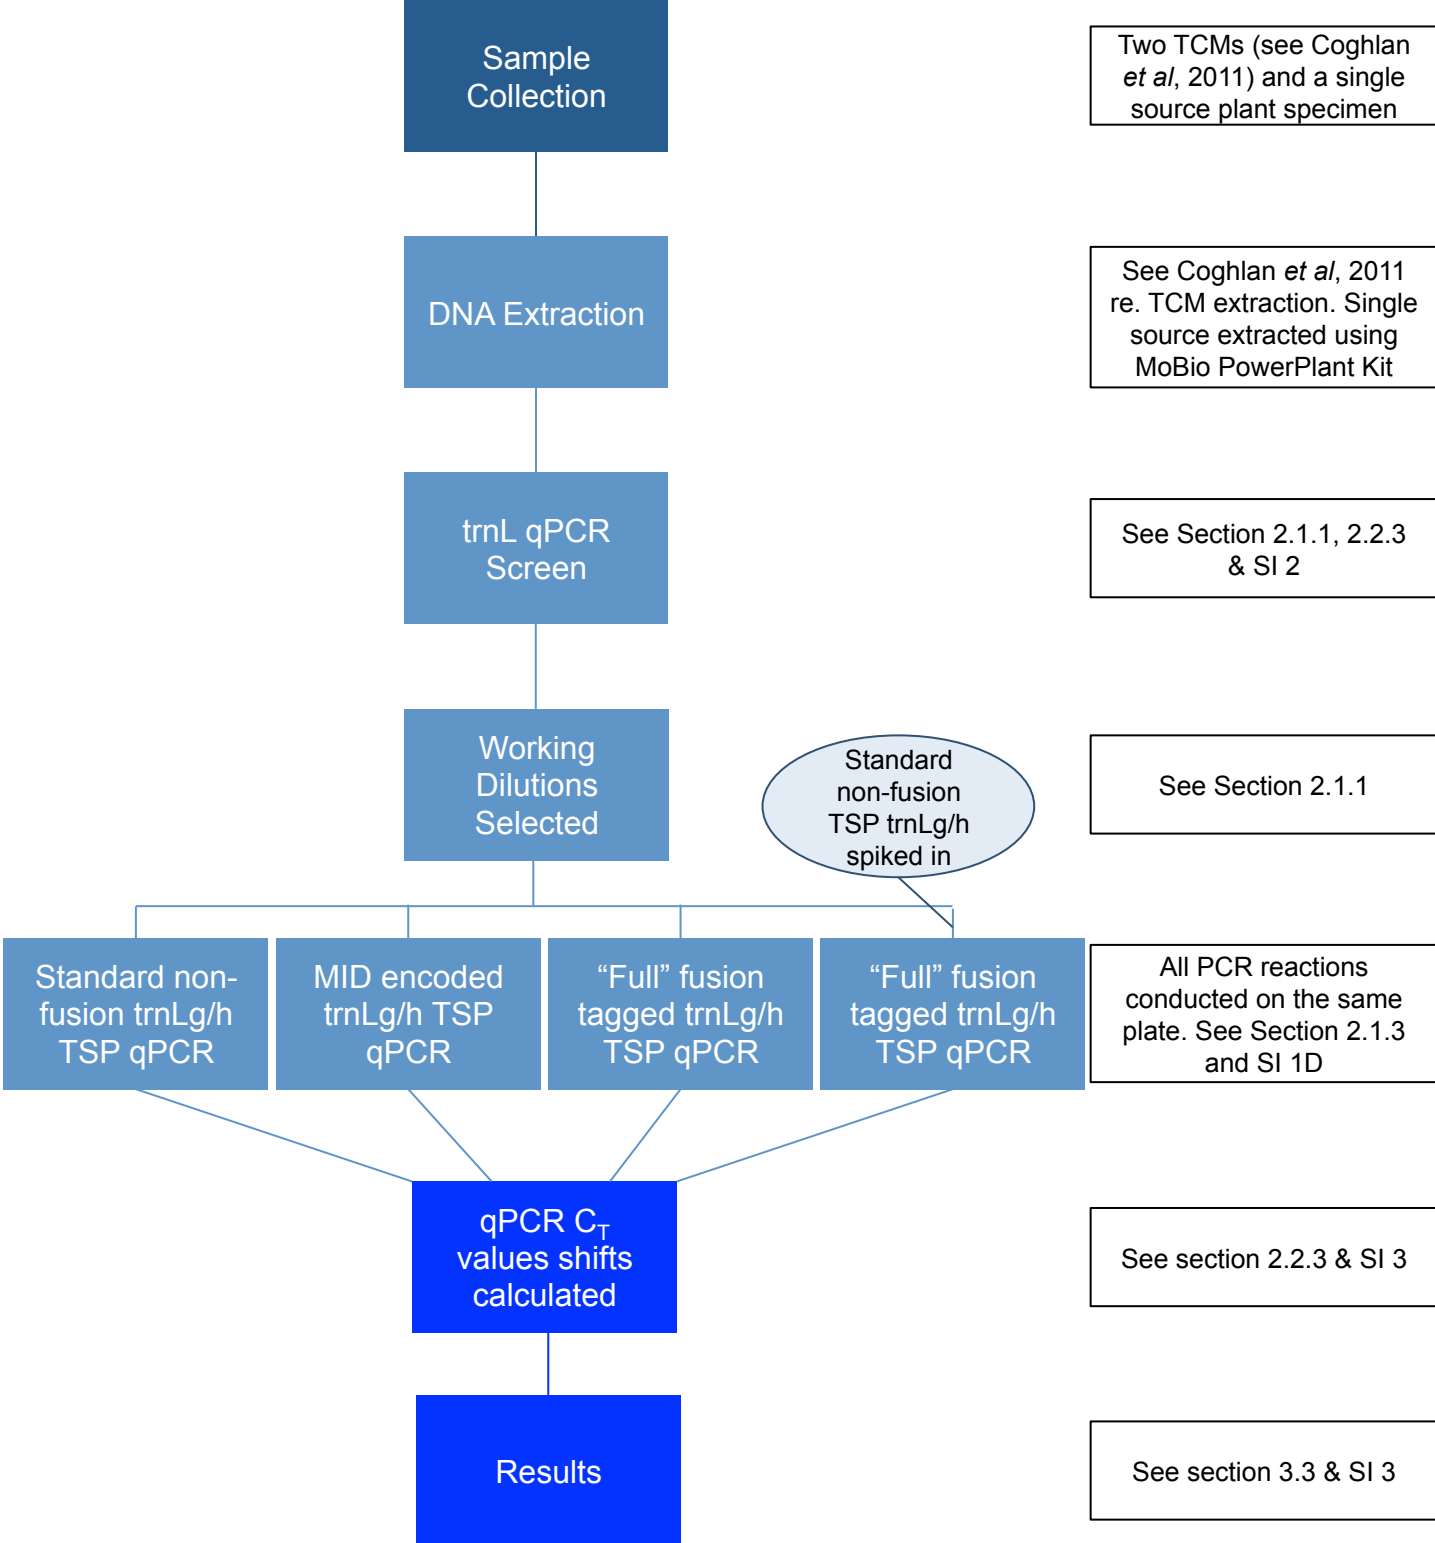 Sample
Collection
Two TCMs (see Coghlan
et al, 2011) and a single
source plant specimen
DNA Extraction
See Coghlan et al, 2011
re. TCM extraction. Single
source extracted using
MoBio PowerPlant Kit
trnL qPCR
Screen
See Section 2.1.1, 2.2.3
& SI 2
Working
Dilutions
Selected
Standard
non-fusion
TSP trnLg/h
spiked in
See Section 2.1.1
Standard non-
fusion trnLg/h
TSP qPCR
MID encoded
trnLg/h TSP
qPCR
“Full” fusion
tagged trnLg/h
TSP qPCR
“Full” fusion
tagged trnLg/h
TSP qPCR
All PCR reactions
conducted on the same
plate. See Section 2.1.3
and SI 1D
qPCR CT
values shifts
calculated
See section 2.2.3 & SI 3
Results
See section 3.3 & SI 3